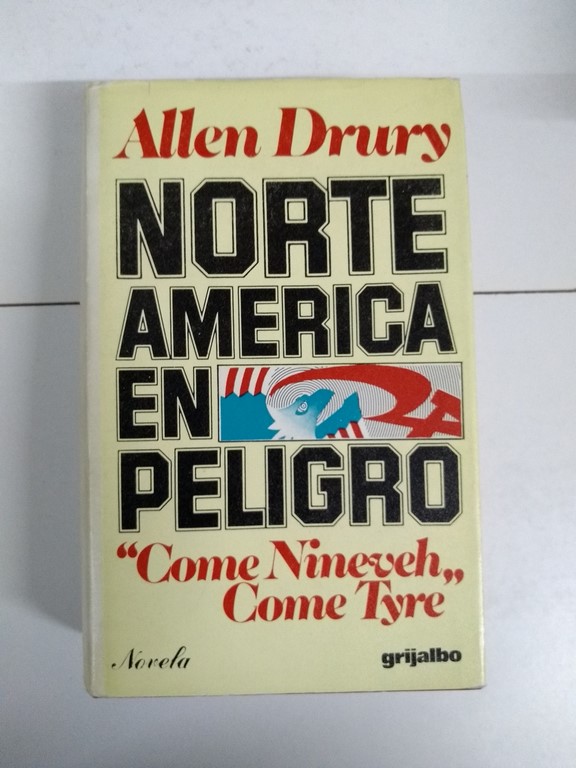 Allen Drury
NORTE
AMERICA
EN
PELIGRO
“Come Nineveh„
Come Tyre
Novela
grijalbo